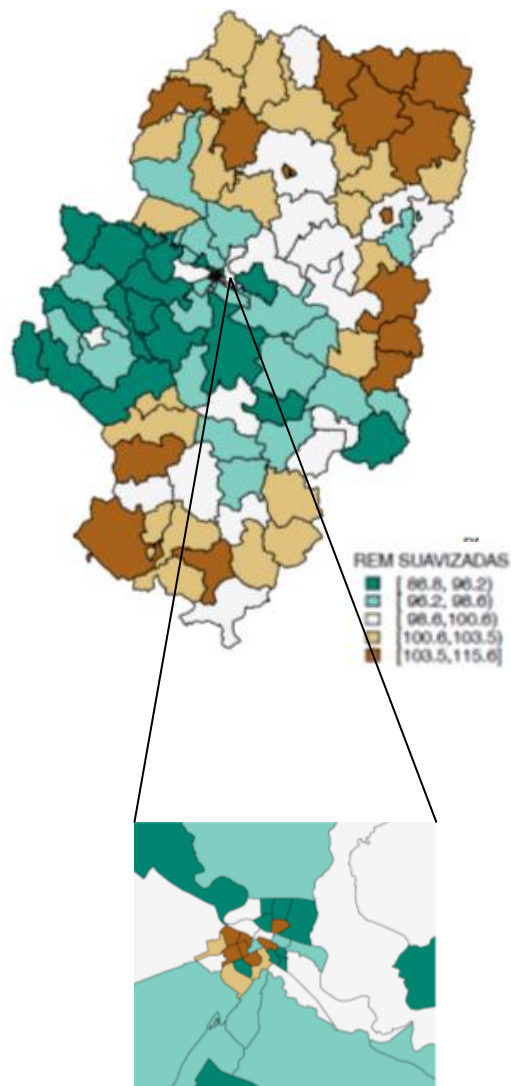 REM SUAVIZADAS
[ 86.8, 96.2)
[ 96.2, 98.6)
[ 98.6,100.6)
[100.6,103.5)
[103.5,115.6]